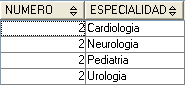 NUMERO ESPECIALIDAD
2 Cardiologia
2 Neurologia
2 Pediatria
2 Urologia